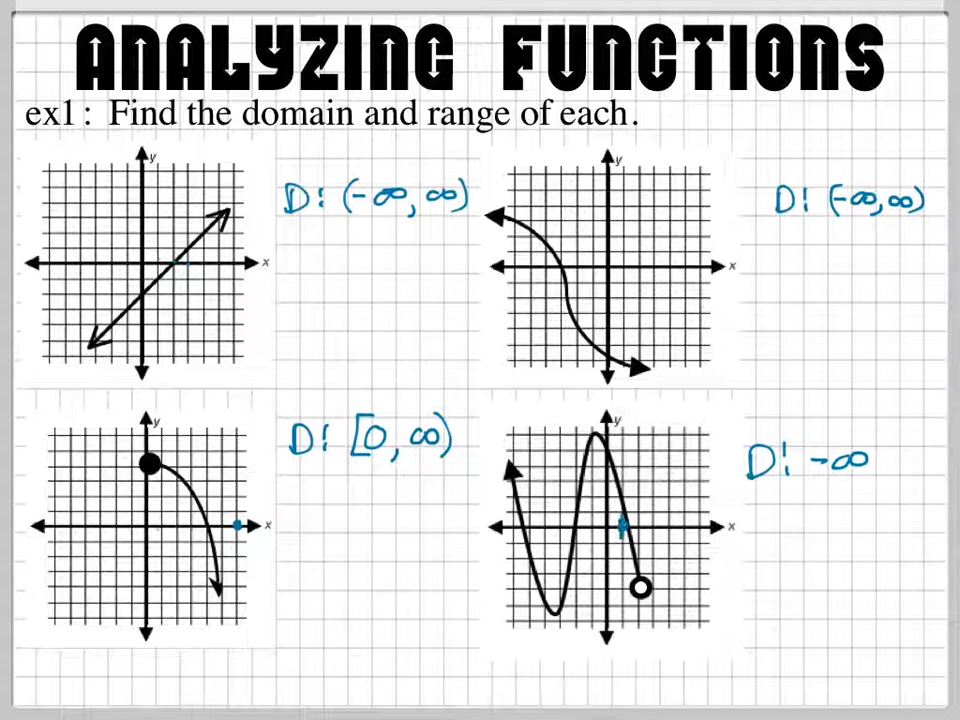 ANALYZING FUNCTIONS
ex1: Find the domain and range of each.
y
x
D: (-∞, ∞)
y
x
D: (-∞, ∞)
y
x
D: [0, ∞)
y
x
D: -∞